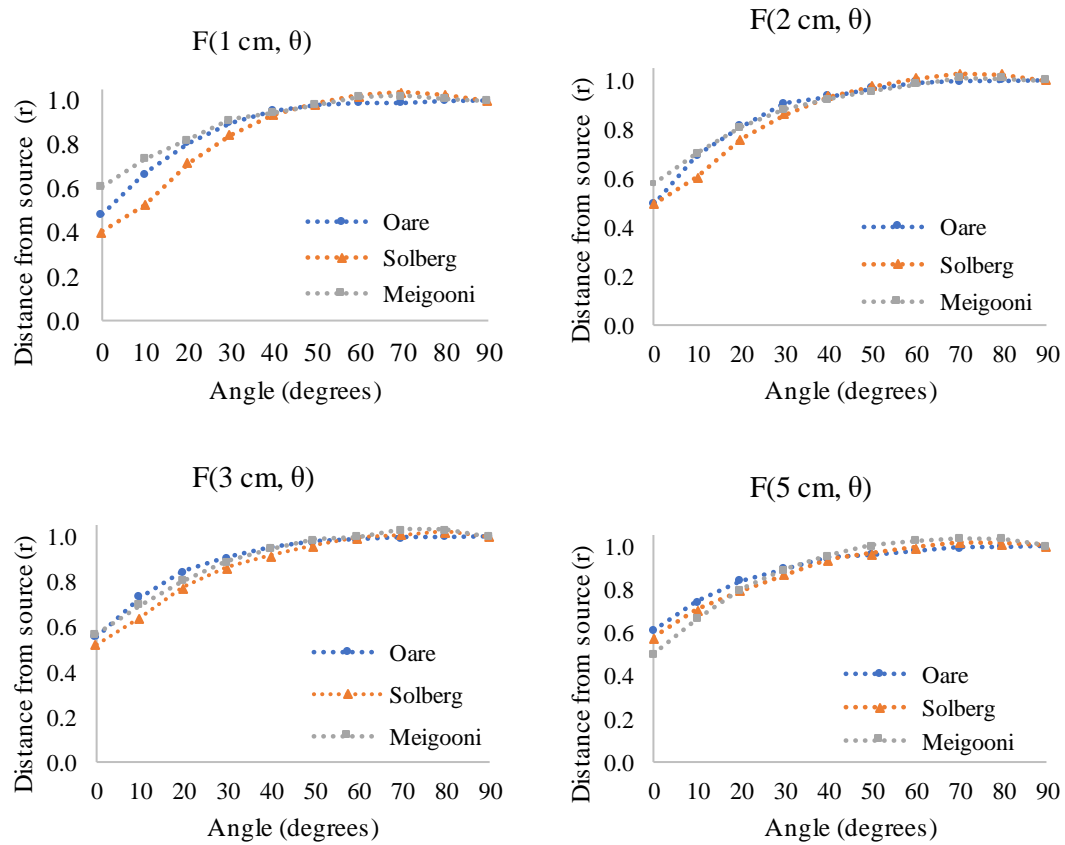 F(1 cm, θ)
Distance from source (r)
1.0
0.8
0.6
0.4
0.2
0.0
Oare
Solberg
Meigooni
0 10 20 30 40 50 60 70 80 90
Angle (degrees)
F(2 cm, θ)
Distance from source (r)
1.0
0.8
0.6
0.4
0.2
0.0
Oare
Solberg
Meigooni
0 10 20 30 40 50 60 70 80 90
Angle (degrees)
F(3 cm, θ)
Distance from source (r)
1.0
0.8
0.6
0.4
0.2
0.0
Oare
Solberg
Meigooni
0 10 20 30 40 50 60 70 80 90
Angle (degrees)
F(5 cm, θ)
Distance from source (r)
1.0
0.8
0.6
0.4
0.2
0.0
Oare
Solberg
Meigooni
0 10 20 30 40 50 60 70 80 90
Angle (degrees)